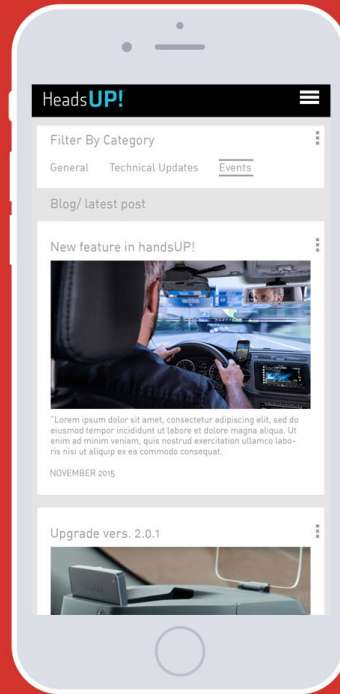 HeadsUP!
Filter By Category
General Technical Updates Events
Blog/ latest post
New feature in handsUP!
"Lorem ipsum dolor sit amet, consectetur adipiscing elit, sed do
eiusmod tempor incididunt ut labore et dolore magna aliqua. Ut
enim ad minim veniam, quis nostrud exercitation ullamco labo-
ris nisi ut aliquip ex ea commodo consequat.
NOVEMBER 2015
Upgrade vers. 2.0.1